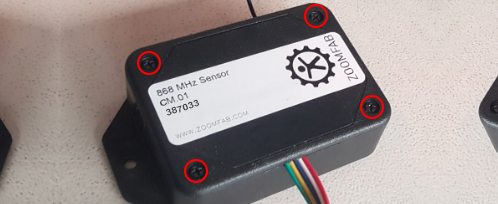 868 MHz Sensor
CM.01
387033
WWW.ZOOMFAB.COM
ZOOMFAB